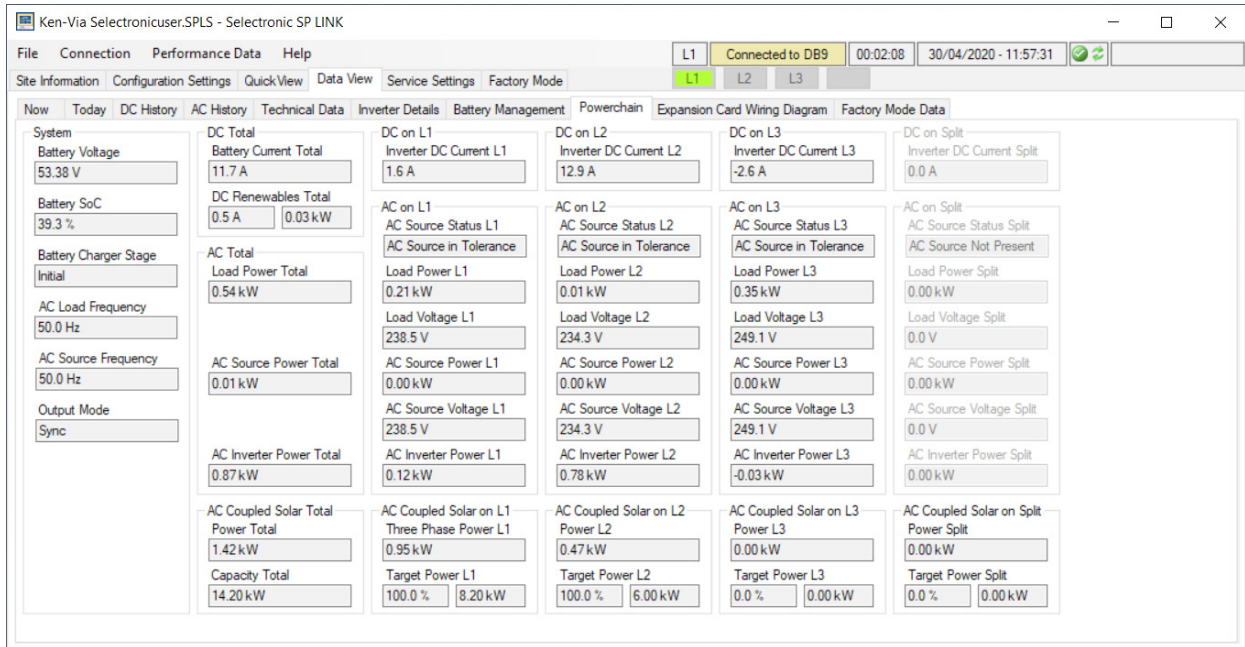 Ken-Via Selectronicuser.SPLS - Selectronic SP LINK
File Connection Performance Data Help L1 Connected to DB9 00:02:08 30/04/2020 - 11:57:31
Site Information Configuration Settings Quick View Data View Service Settings Factory Mode L1 L2 L3
Now Today DC History AC History Technical Data Inverter Details Battery Management Powerchain Expansion Card Wiring Diagram Factory Mode Data
System
Battery Voltage
53.38 V
Battery SoC
39.3 %
Battery Charger Stage
Initial
AC Load Frequency
50.0 Hz
AC Source Frequency
50.0 Hz
Output Mode
Sync
DC Total
Battery Current Total
11.7 A
DC Renewables Total
0.5 A 0.03 kW
AC Total
Load Power Total
0.54 kW
AC Source Power Total
0.01 kW
AC Inverter Power Total
0.87 kW
AC Coupled Solar Total
Power Total
1.42 kW
Capacity Total
14.20 kW
DC on L1
Inverter DC Current L1
1.6 A
AC on L1
AC Source Status L1
AC Source in Tolerance
Load Power L1
0.21 kW
Load Voltage L1
238.5 V
AC Source Power L1
0.00 kW
AC Source Voltage L1
238.5 V
AC Inverter Power L1
0.12 kW
AC Coupled Solar on L1
Three Phase Power L1
0.95 kW
Target Power L1
100.0 % 8.20 kW
DC on L2
Inverter DC Current L2
12.9 A
AC on L2
AC Source Status L2
AC Source in Tolerance
Load Power L2
0.01 kW
Load Voltage L2
234.3 V
AC Source Power L2
0.00 kW
AC Source Voltage L2
234.3 V
AC Inverter Power L2
0.78 kW
AC Coupled Solar on L2
Power L2
0.47 kW
Target Power L2
100.0 % 6.00 kW
DC on L3
Inverter DC Current L3
-2.6 A
AC on L3
AC Source Status L3
AC Source in Tolerance
Load Power L3
0.35 kW
Load Voltage L3
249.1 V
AC Source Power L3
0.00 kW
AC Source Voltage L3
249.1 V
AC Inverter Power L3
-0.03 kW
AC Coupled Solar on L3
Power L3
0.00 kW
Target Power L3
0.0 % 0.00 kW
DC on Split
Inverter DC Current Split
0.0 A
AC on Split
AC Source Status Split
AC Source Not Present
Load Power Split
0.00 kW
Load Voltage Split
0.0 V
AC Source Power Split
0.00 kW
AC Source Voltage Split
0.0 V
AC Inverter Power Split
0.00 kW
AC Coupled Solar on Split
Power Split
0.00 kW
Target Power Split
0.0 % 0.00 kW